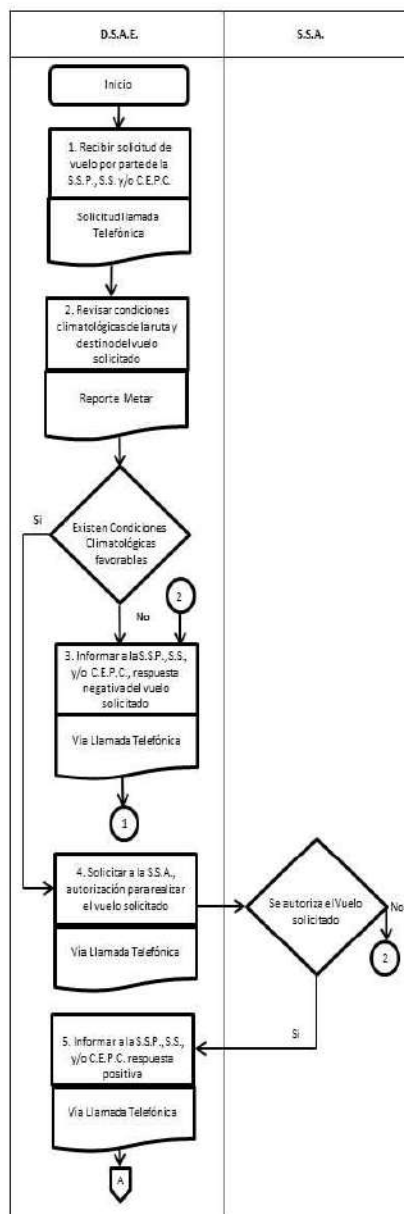 D.S.A.E.
S.S.A.
Inicio
1. Recibir solicitud de
vuelo por parte de la
S.S.P., S.S. y/o C.E.P.C.
Solicitud llamada
Telefónica
2. Revisar condiciones
climatológicas de la ruta y
destino del vuelo
solicitado
Reporte Metar
Si
Existen Condiciones
Climatológicas
favorables
No
2
3. Informar a la S.S.P., S.S.,
y/o C.E.P.C., respuesta
negativa del vuelo
solicitado
Via Llamada Telefónica
1
4. Solicitar a la S.S.A.,
autorización para realizar
el vuelo solicitado
Via Llamada Telefónica
Se autoriza el Vuelo
solicitado
No
2
Si
5. Informar a la S.S.P., S.S.,
y/o C.E.P.C. respuesta
positiva
Via Llamada Telefónica
A